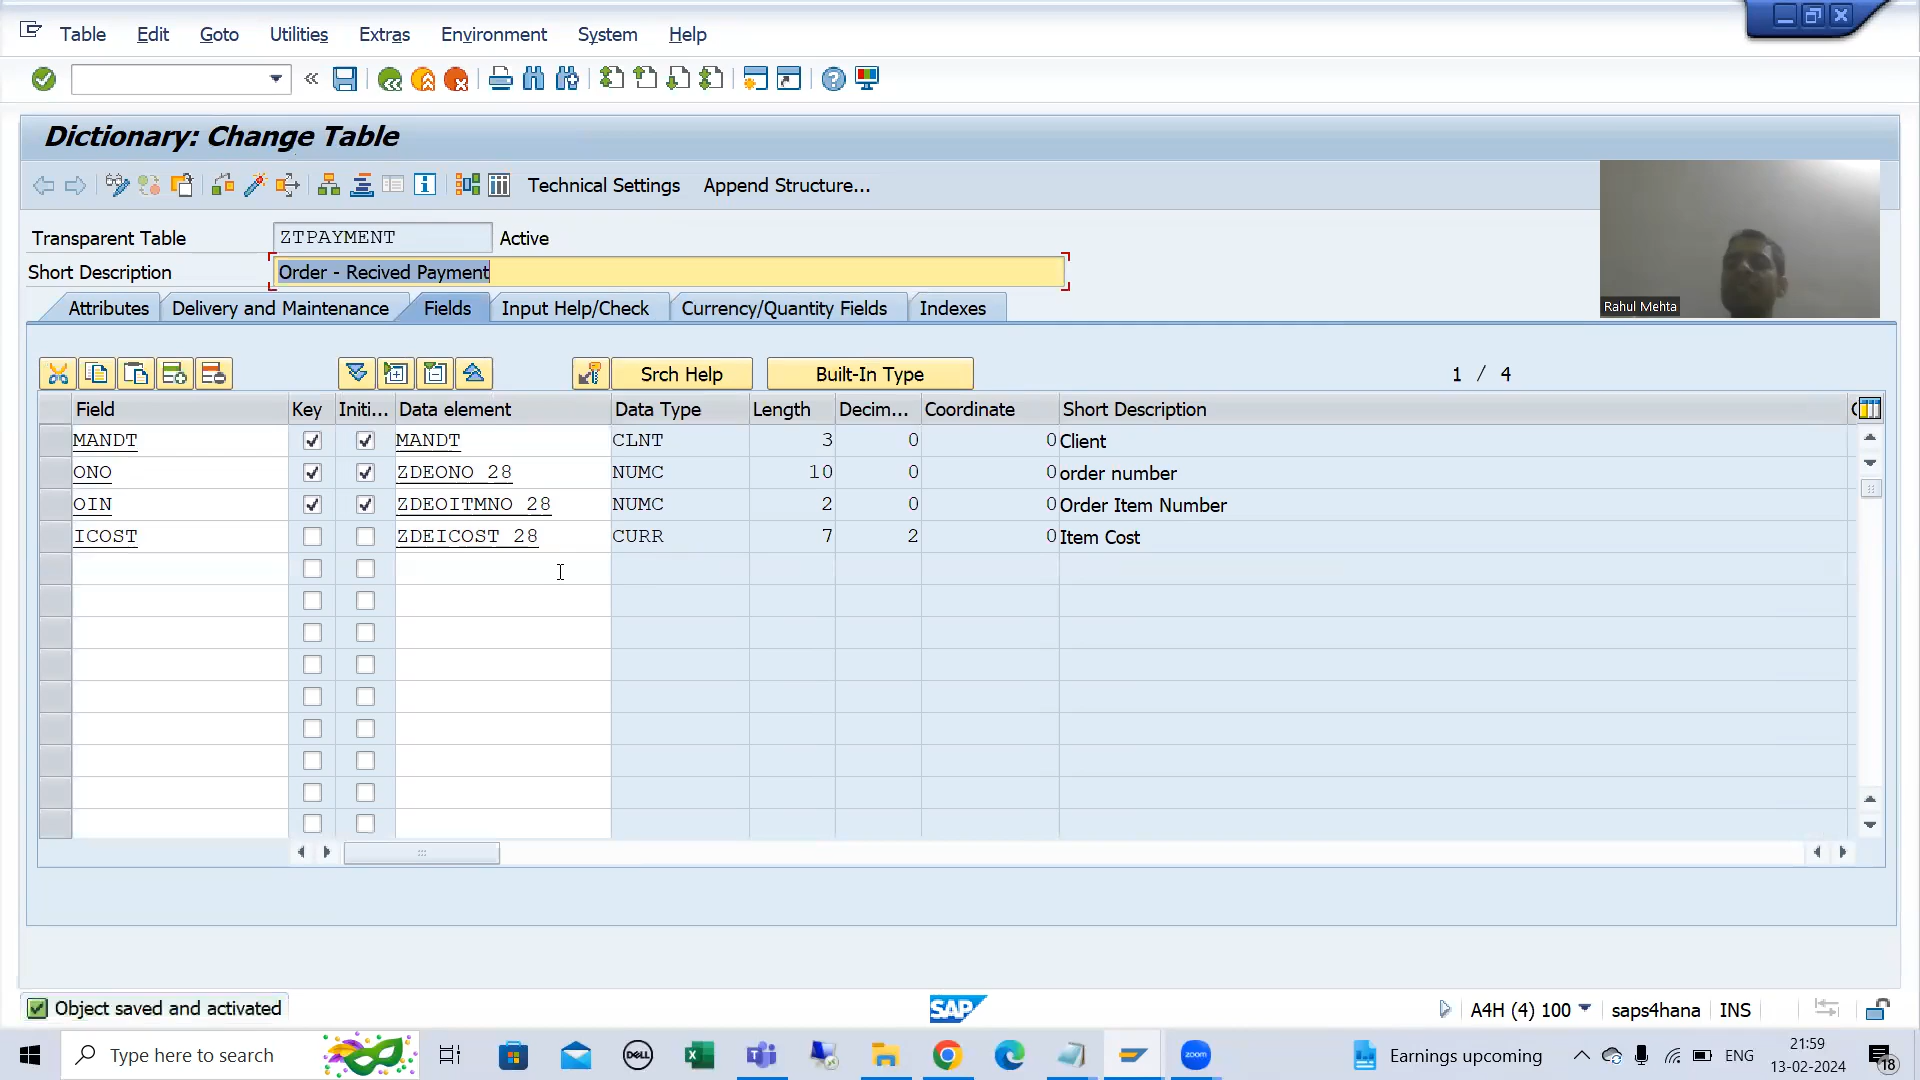 Table Edit Goto Utilities Extras Environment System Help
Dictionary: Change Table
Technical Settings Append Structure...
Transparent Table ZTPAYMENT Active
Short Description Order - Recived Payment
Rahul Mehta
Attributes Delivery and Maintenance Fields Input Help/Check Currency/Quantity Fields Indexes
Srch Help Built-In Type 1 / 4
Field Key Initi... Data element Data Type Length Decim... Coordinate Short Description
MANDT MANDT CLNT 3 0 0 Client
ONO ZDEONO_28 NUMC 10 0 0 order number
OIN ZDEOITMNO_28 NUMC 2 0 0 Order Item Number
ICOST ZDEICOST_28 CURR 7 2 0 Item Cost
Object saved and activated SAP A4H (4) 100 saps4hana INS
Type here to search DELL zoom Earnings upcoming ENG 21:59
13-02-2024 18